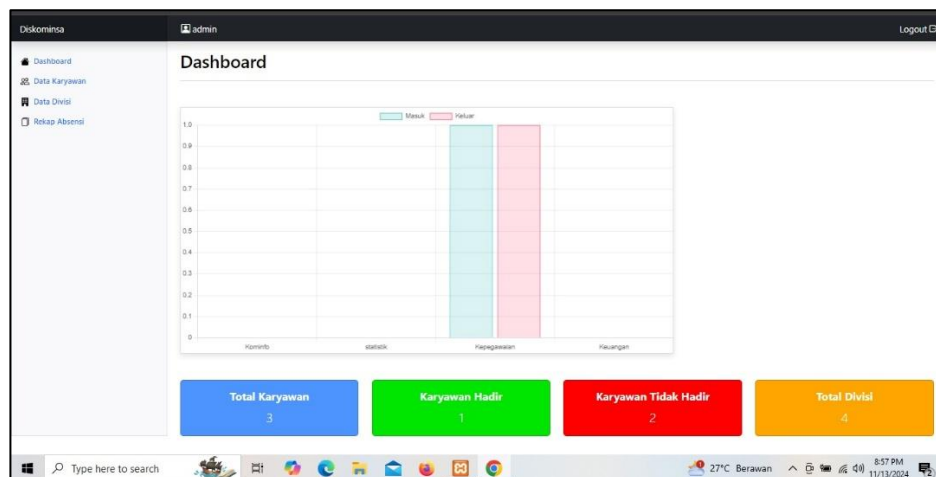 Diskominsa
admin
Logout
Dashboard
Data Karyawan
Data Divisi
Rekap Absensi
Dashboard
Masuk Keluar
1.0
0.9
0.8
0.7
0.6
0.5
0.4
0.3
0.2
0.1
0
Kominfo statistik Kepegawaian Keuangan
Total Karyawan
3
Karyawan Hadir
1
Karyawan Tidak Hadir
2
Total Divisi
4
Type here to search
27°C Berawan
8:57 PM
11/13/2024